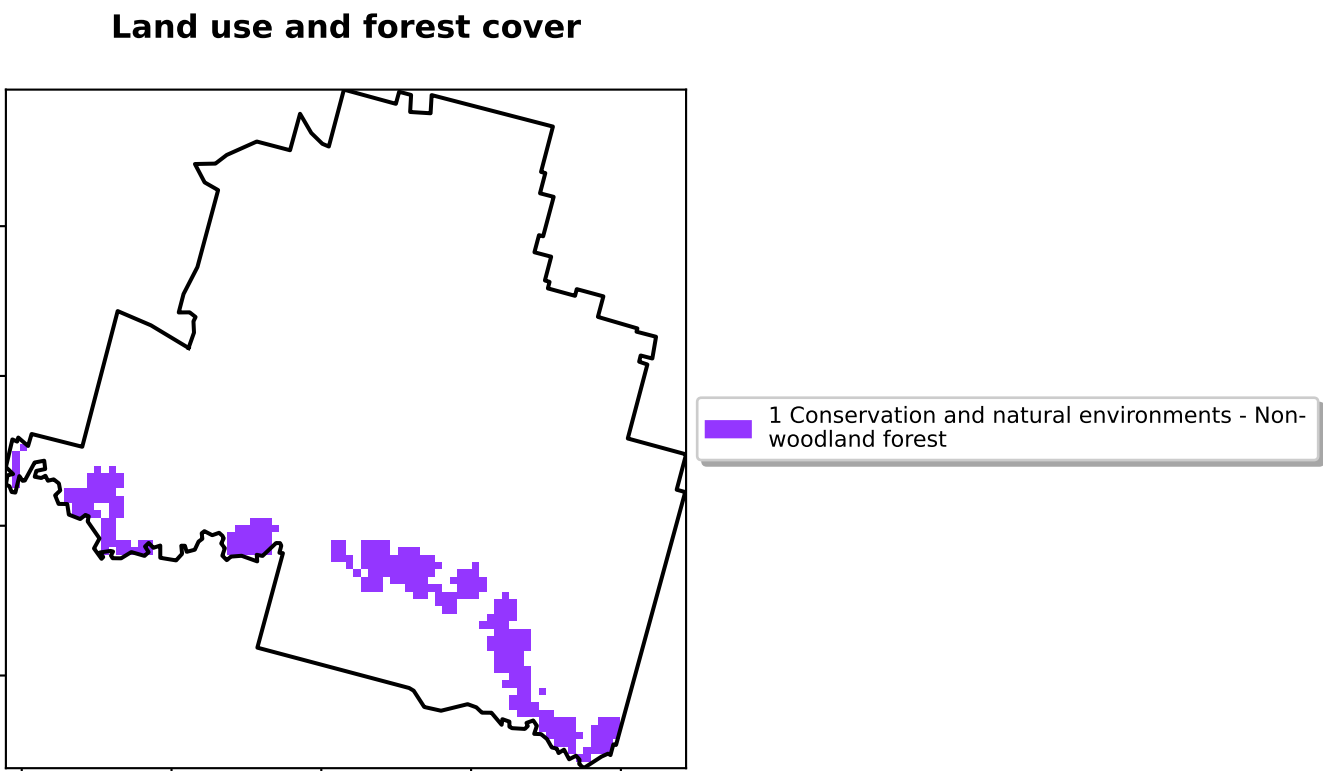 Land use and forest cover
1 Conservation and natural environments - Non-
woodland forest